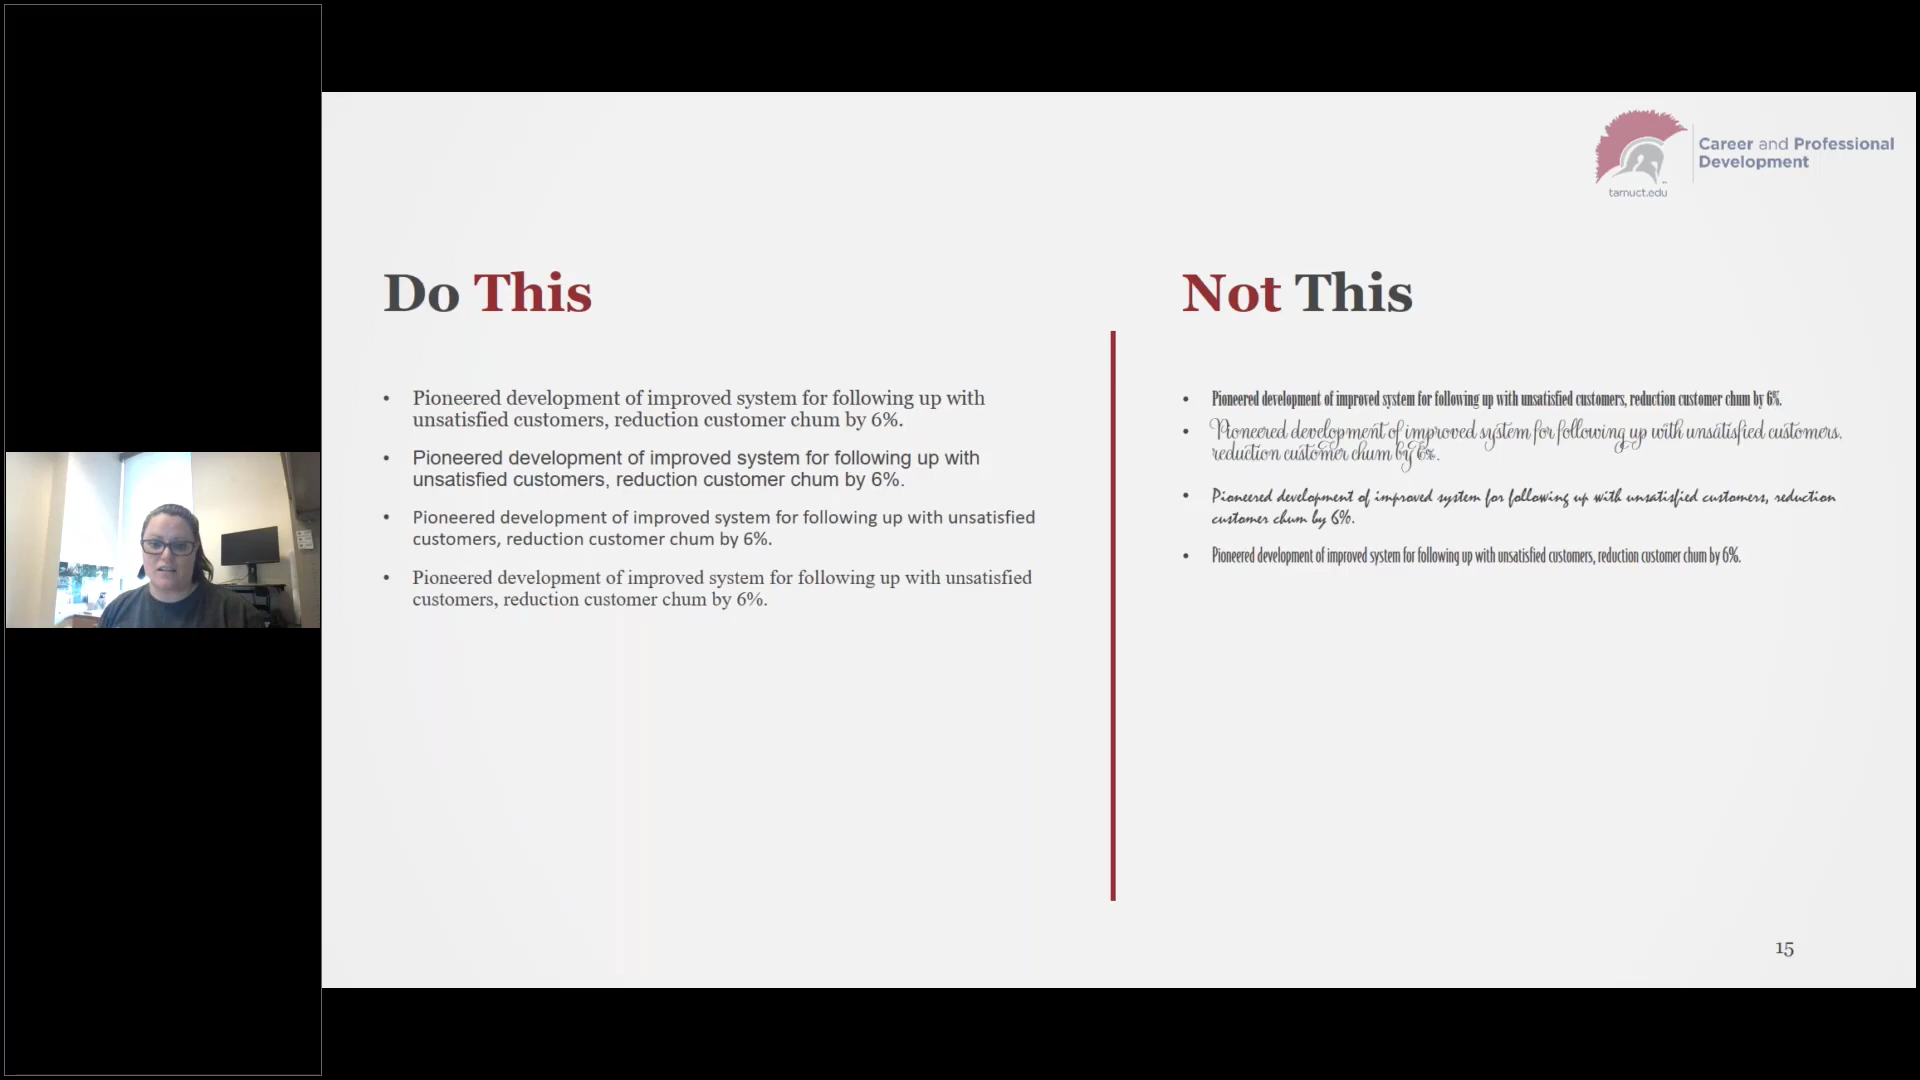 Career and Professional
Development
tamuct.edu
Do This
• Pioneered development of improved system for following up with
unsatisfied customers, reduction customer chum by 6%.
• Pioneered development of improved system for following up with
unsatisfied customers, reduction customer chum by 6%.
• Pioneered development of improved system for following up with unsatisfied
customers, reduction customer chum by 6%.
• Pioneered development of improved system for following up with unsatisfied
customers, reduction customer chum by 6%.
Not This
• Pioneered development of improved system for following up with unsatisfied customers, reduction customer chum by 6%.
• Pioneered development of improved system for following up with unsatisfied customers,
reduction customer chum by 6%.
• Pioneered development of improved system for following up with unsatisfied customers, reduction
customer chum by 6%.
• Pioneered development of improved system for following up with unsatisfied customers, reduction customer chum by 6%.
15